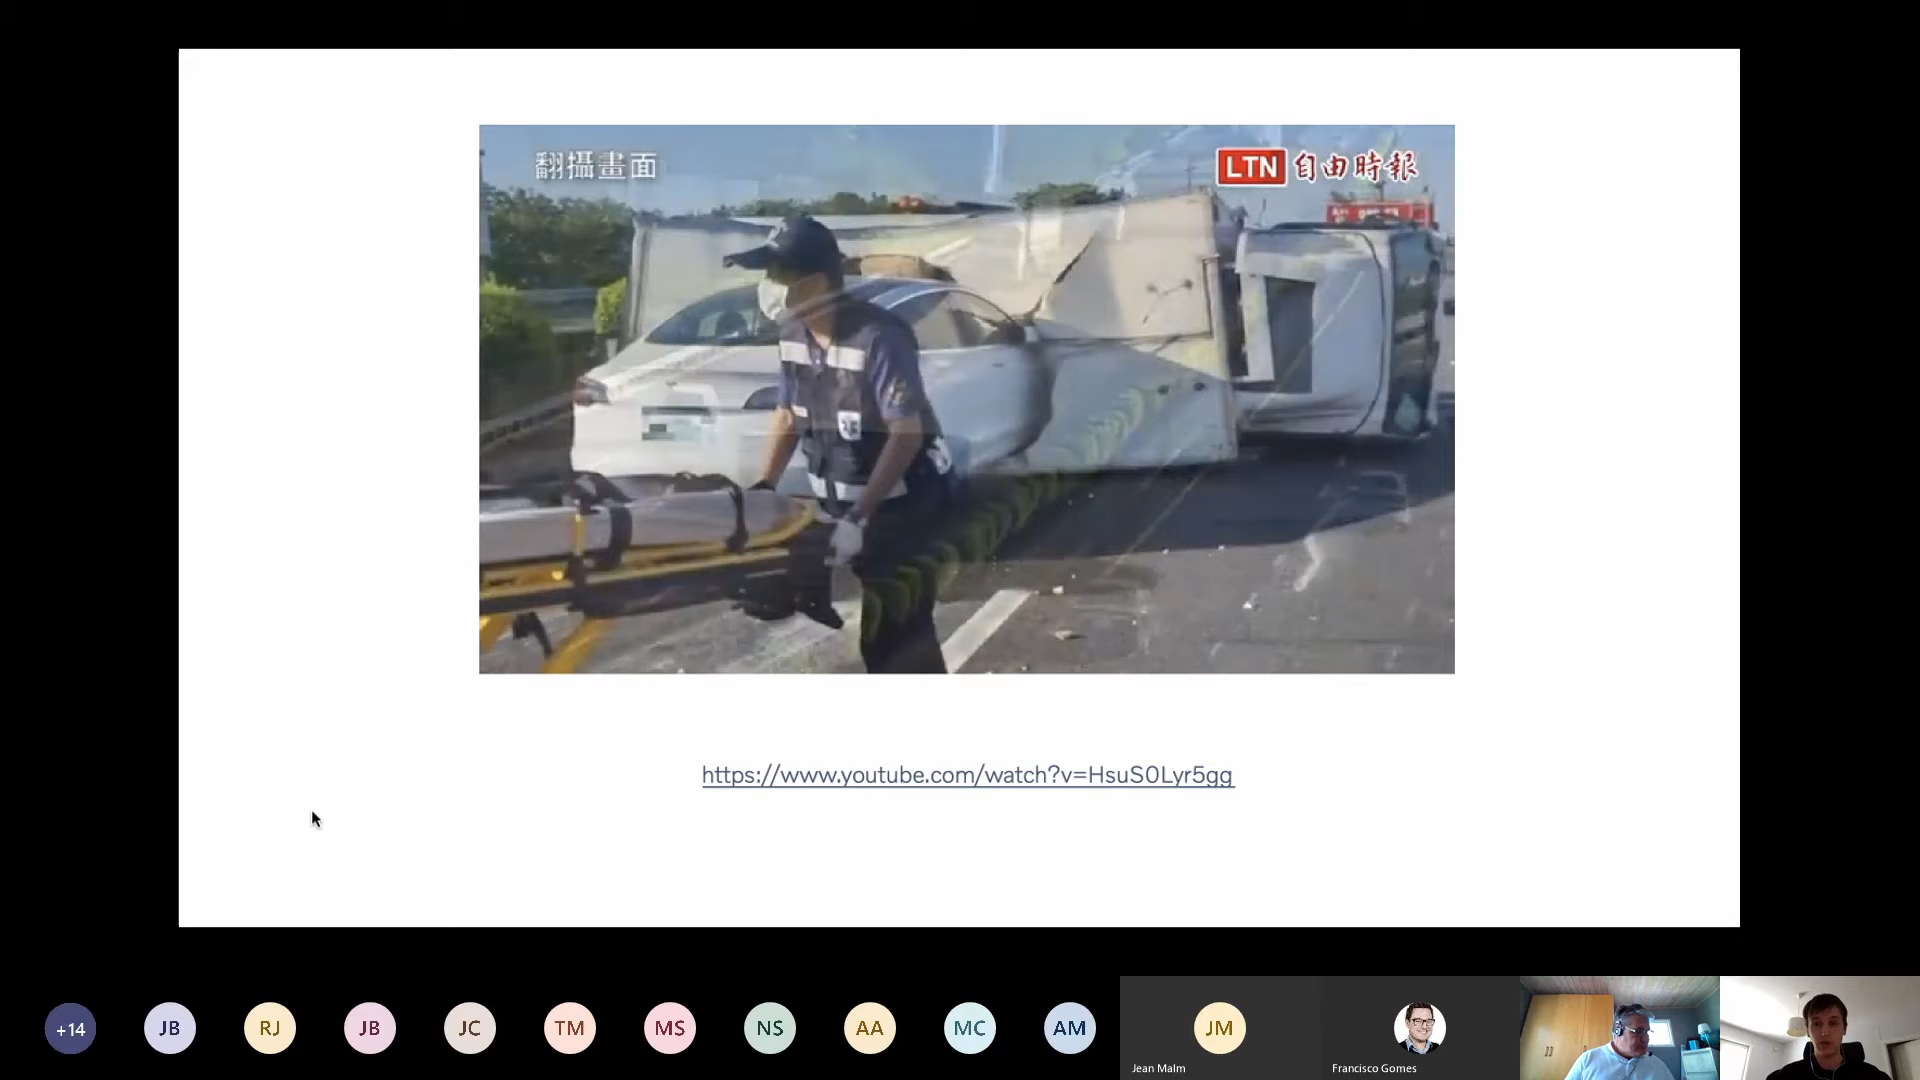 翻攝畫面
LTN 自由時報
https://www.youtube.com/watch?v=HsuS0Lyr5gg
+14
JB
RJ
JB
JC
TM
MS
NS
AA
MC
AM
JM
Jean Malm
Francisco Gomes